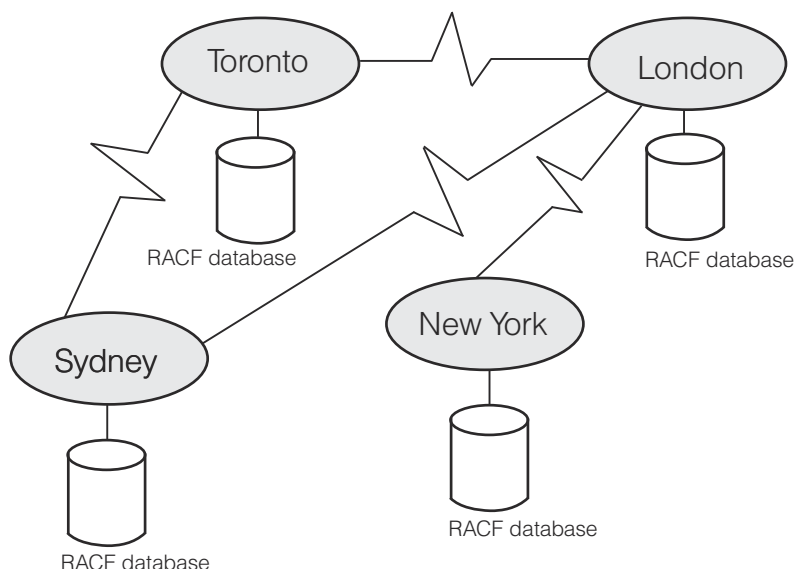 Toronto
London
RACF database
RACF database
New York
Sydney
RACF database
RACF database